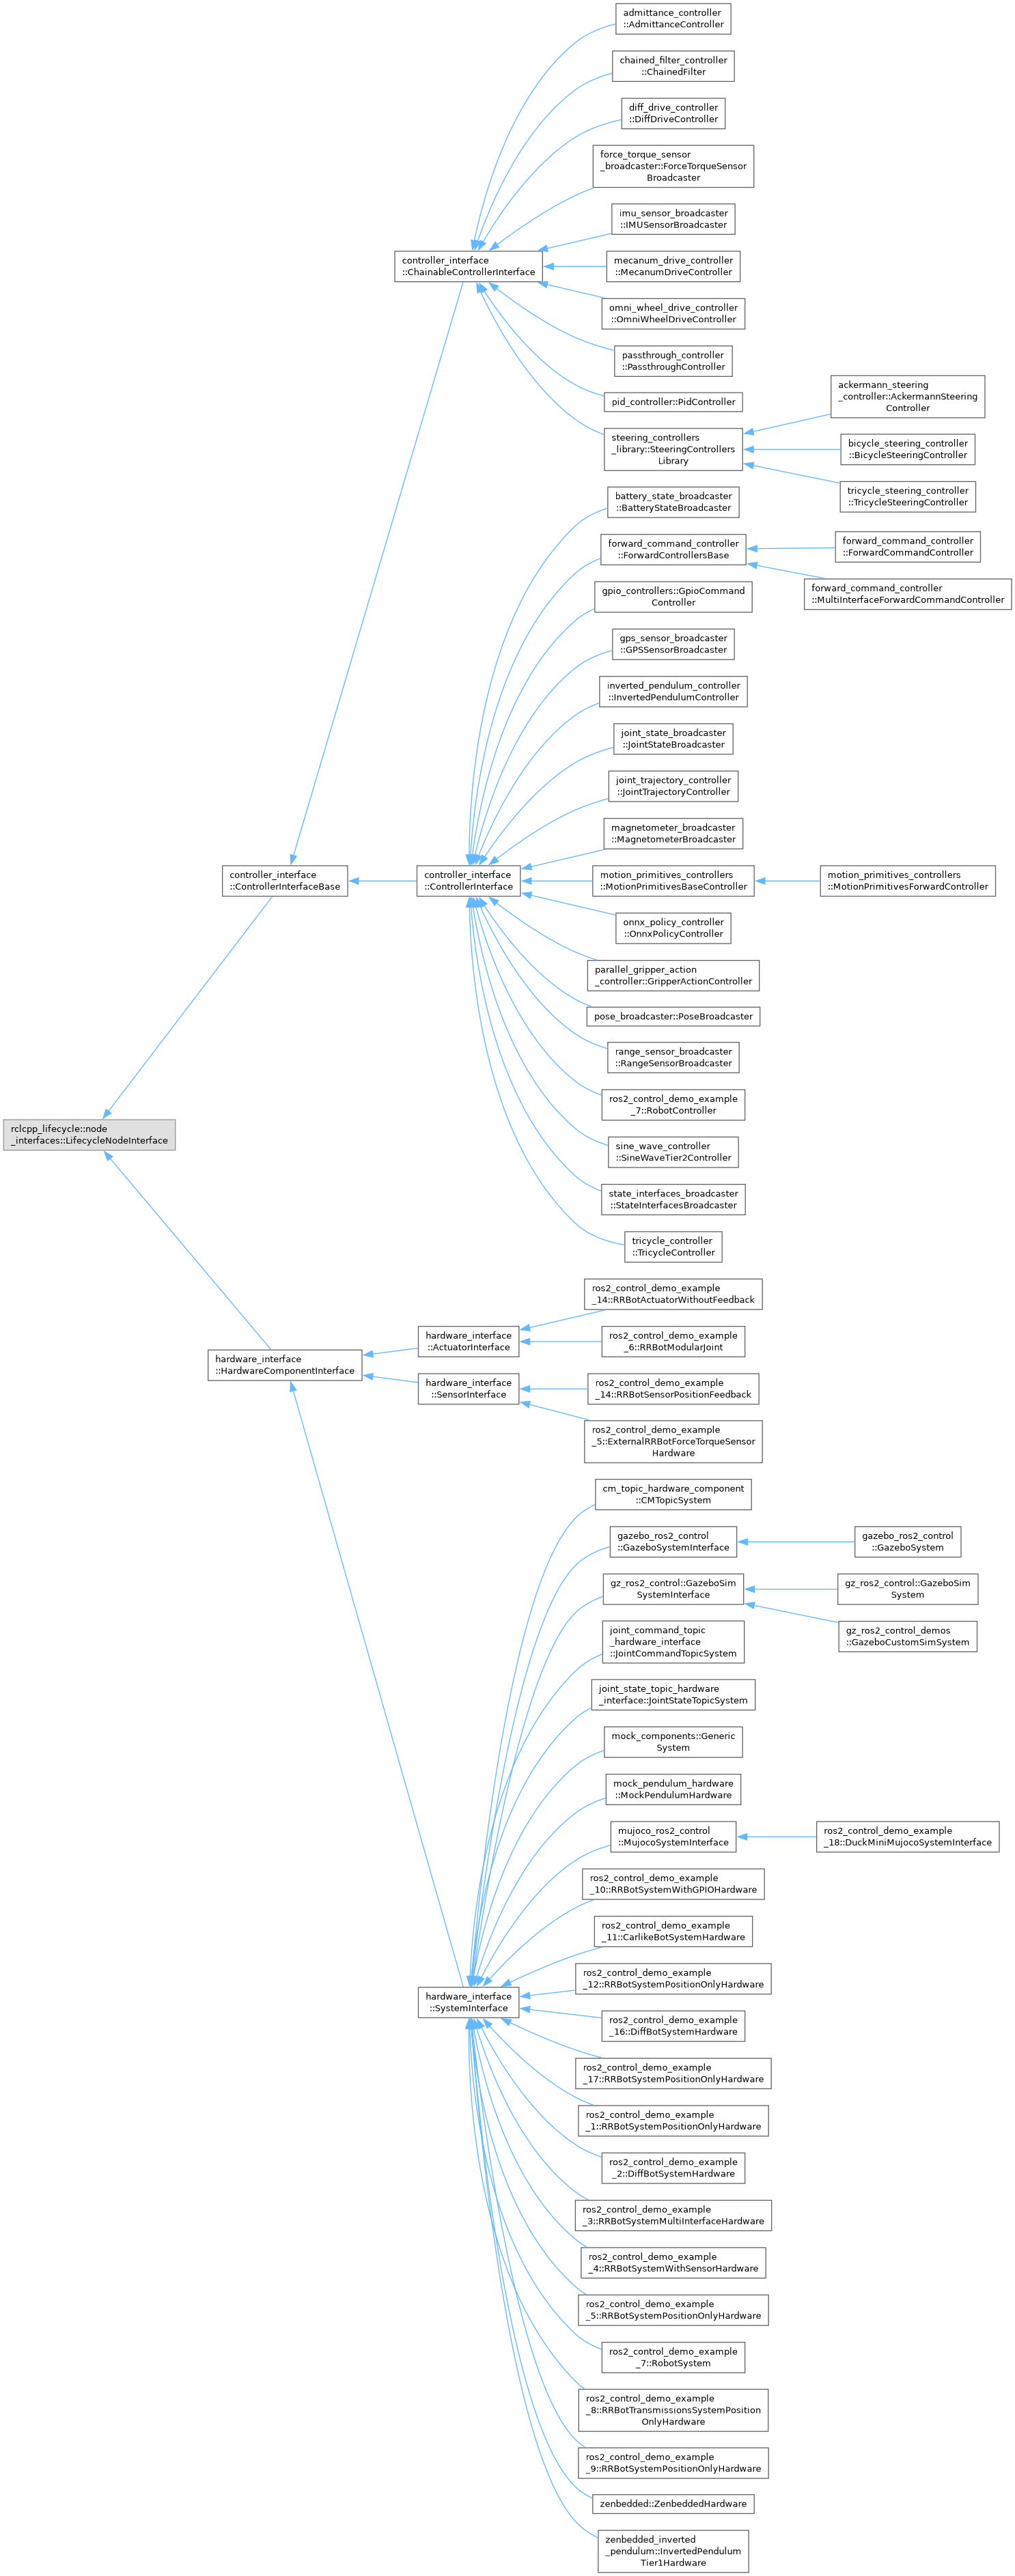 admittance_controller
::AdmittanceController
chained_filter_controller
::ChainedFilter
diff_drive_controller
::DiffDriveController
force_torque_sensor
_broadcaster::ForceTorqueSensor
Broadcaster
imu_sensor_broadcaster
::IMUSensorBroadcaster
controller_interface
::ChainableControllerInterface
mecanum_drive_controller
::MecanumDriveController
omni_wheel_drive_controller
::OmniWheelDriveController
passthrough_controller
::PassthroughController
pid_controller::PidController
steering_controllers
_library::SteeringControllers
Library
ackermann_steering
_controller::AckermannSteering
Controller
bicycle_steering_controller
::BicycleSteeringController
tricycle_steering_controller
::TricycleSteeringController
battery_state_broadcaster
::BatteryStateBroadcaster
forward_command_controller
::ForwardControllersBase
forward_command_controller
::ForwardCommandController
forward_command_controller
::MultiInterfaceForwardCommandController
gpio_controllers::GpioCommand
Controller
gps_sensor_broadcaster
::GPSSensorBroadcaster
inverted_pendulum_controller
::InvertedPendulumController
joint_state_broadcaster
::JointStateBroadcaster
joint_trajectory_controller
::JointTrajectoryController
magnetometer_broadcaster
::MagnetometerBroadcaster
controller_interface
::ControllerInterfaceBase
controller_interface
::ControllerInterface
motion_primitives_controllers
::MotionPrimitivesBaseController
motion_primitives_controllers
::MotionPrimitivesForwardController
onnx_policy_controller
::OnnxPolicyController
parallel_gripper_action
_controller::GripperActionController
pose_broadcaster::PoseBroadcaster
range_sensor_broadcaster
::RangeSensorBroadcaster
ros2_control_demo_example
_7::RobotController
rclcpp_lifecycle::node
_interfaces::LifecycleNodeInterface
sine_wave_controller
::SineWaveTier2Controller
state_interfaces_broadcaster
::StateInterfacesBroadcaster
tricycle_controller
::TricycleController
ros2_control_demo_example
_14::RRBotActuatorWithoutFeedback
hardware_interface
::ActuatorInterface
ros2_control_demo_example
_6::RRBotModularJoint
hardware_interface
::HardwareComponentInterface
hardware_interface
::SensorInterface
ros2_control_demo_example
_14::RRBotSensorPositionFeedback
ros2_control_demo_example
_5::ExternalRRBotForceTorqueSensor
Hardware
cm_topic_hardware_component
::CMTopicSystem
gazebo_ros2_control
::GazeboSystemInterface
gazebo_ros2_control
::GazeboSystem
gz_ros2_control::GazeboSim
SystemInterface
gz_ros2_control::GazeboSim
System
gz_ros2_control_demos
::GazeboCustomSimSystem
joint_command_topic
_hardware_interface
::JointCommandTopicSystem
joint_state_topic_hardware
_interface::JointStateTopicSystem
mock_components::Generic
System
mock_pendulum_hardware
::MockPendulumHardware
mujoco_ros2_control
::MujocoSystemInterface
ros2_control_demo_example
_18::DuckMiniMujocoSystemInterface
ros2_control_demo_example
_10::RRBotSystemWithGPIOHardware
ros2_control_demo_example
_11::CarlikeBotSystemHardware
ros2_control_demo_example
_12::RRBotSystemPositionOnlyHardware
hardware_interface
::SystemInterface
ros2_control_demo_example
_16::DiffBotSystemHardware
ros2_control_demo_example
_17::RRBotSystemPositionOnlyHardware
ros2_control_demo_example
_1::RRBotSystemPositionOnlyHardware
ros2_control_demo_example
_2::DiffBotSystemHardware
ros2_control_demo_example
_3::RRBotSystemMultiInterfaceHardware
ros2_control_demo_example
_4::RRBotSystemWithSensorHardware
ros2_control_demo_example
_5::RRBotSystemPositionOnlyHardware
ros2_control_demo_example
_7::RobotSystem
ros2_control_demo_example
_8::RRBotTransmissionsSystemPosition
OnlyHardware
ros2_control_demo_example
_9::RRBotSystemPositionOnlyHardware
zenbedded::ZenbeddedHardware
zenbedded_inverted
_pendulum::InvertedPendulum
Tier1Hardware